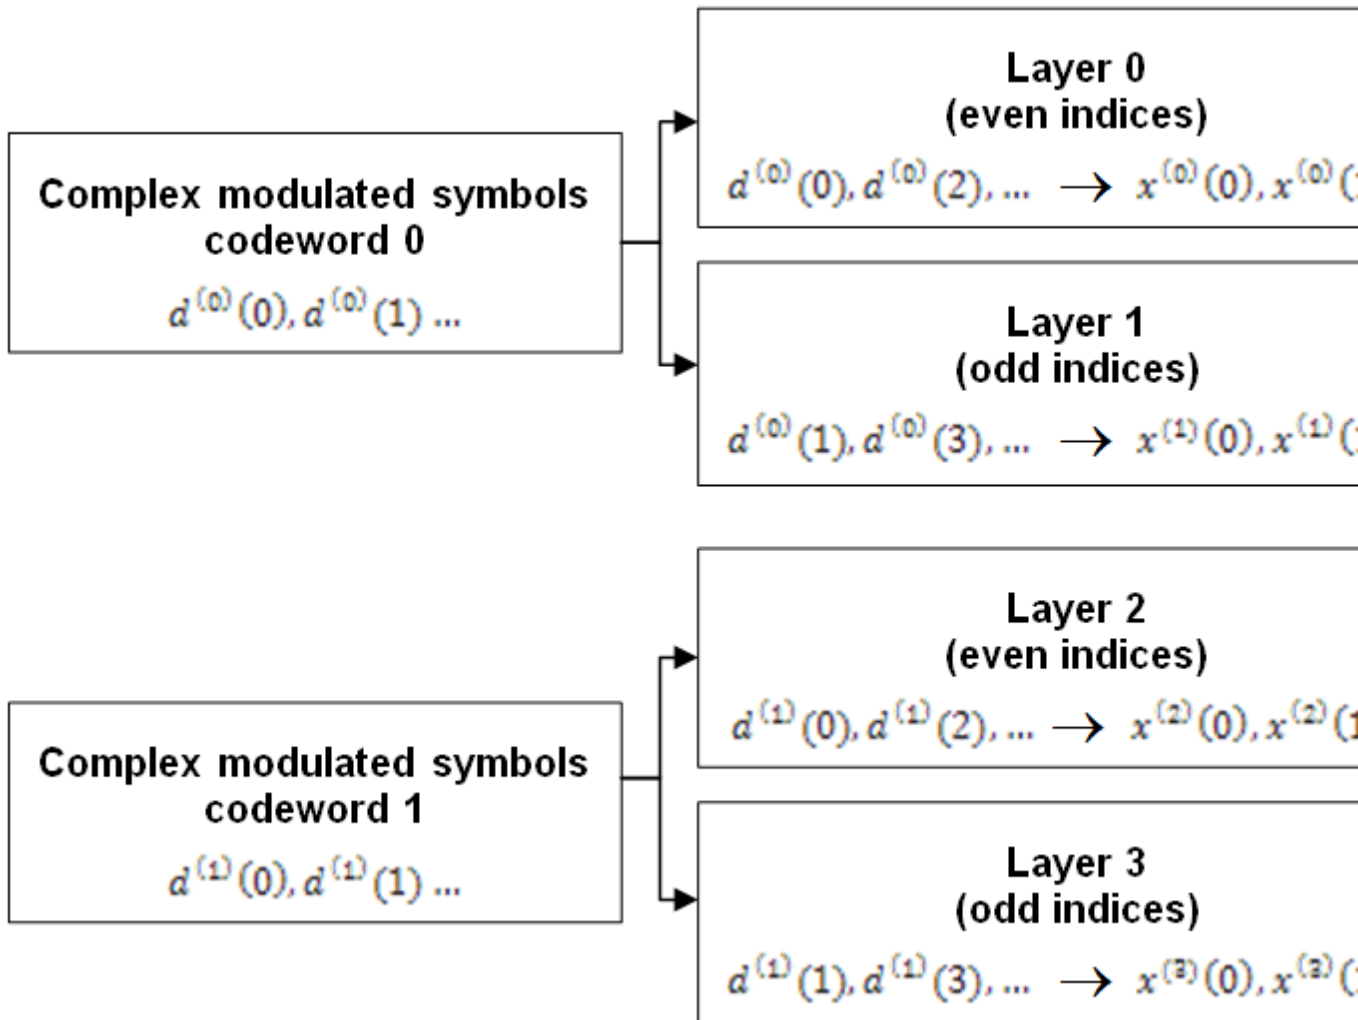 Complex modulated symbols
codeword 0
d⁽⁰⁾(0), d⁽⁰⁾(1) ...
Layer 0
(even indices)
d⁽⁰⁾(0), d⁽⁰⁾(2), ... → x⁽⁰⁾(0), x⁽⁰⁾(
Layer 1
(odd indices)
d⁽⁰⁾(1), d⁽⁰⁾(3), ... → x⁽¹⁾(0), x⁽¹⁾(
Complex modulated symbols
codeword 1
d⁽¹⁾(0), d⁽¹⁾(1) ...
Layer 2
(even indices)
d⁽¹⁾(0), d⁽¹⁾(2), ... → x⁽²⁾(0), x⁽²⁾(1
Layer 3
(odd indices)
d⁽¹⁾(1), d⁽¹⁾(3), ... → x⁽³⁾(0), x⁽³⁾(